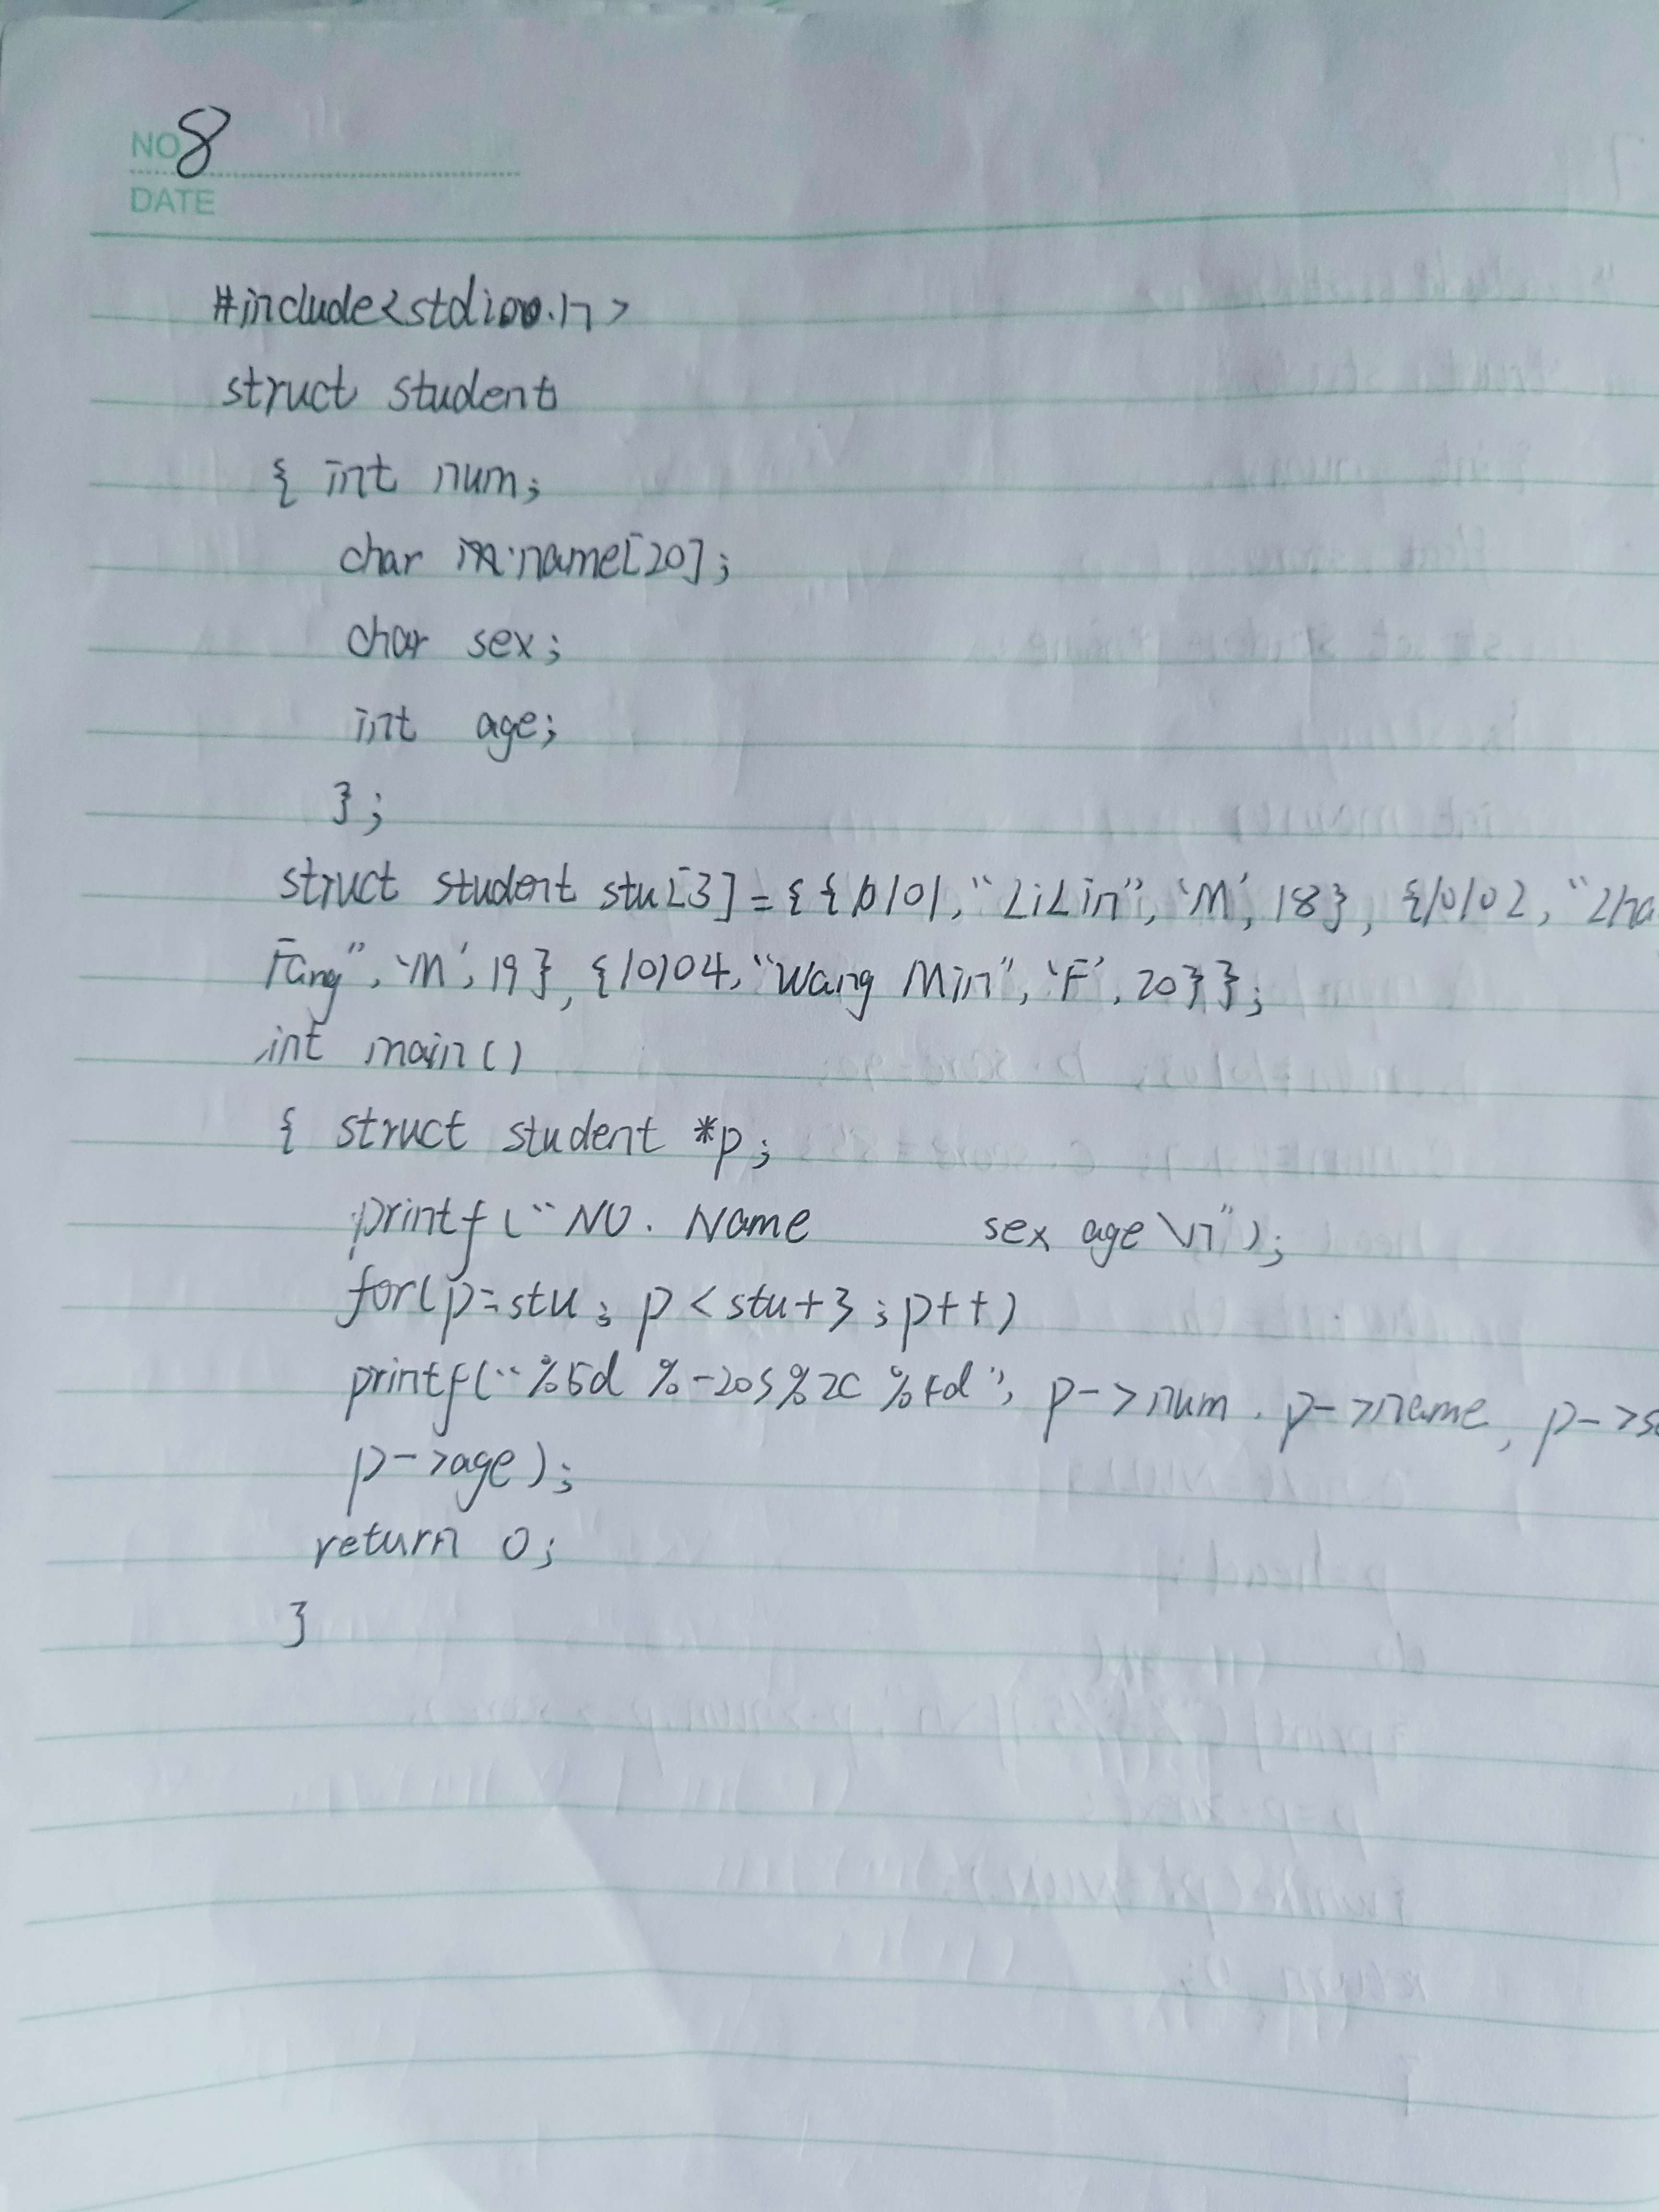 NO 8
DATE
#include<stdio.h>
struct student
{ int num;
char name[20];
char sex;
int age;
};
struct student stu[3]={{10101,"LiLin",'M',18},{10102,"Zha
Fang",'M',19},{10104,"Wang Min",'F',20}};
int main()
{ struct student *p;
printf("NO. Name sex age\n");
for(p=stu;p<stu+3;p++)
printf("%5d %-20s%2c %4d", p->num, p->name, p->se
p->age);
return 0;
}